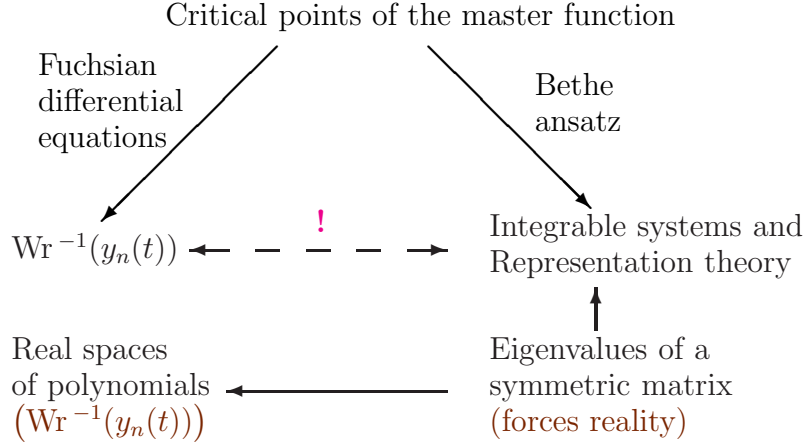 Critical points of the master function
Fuchsian
differential
equations
Bethe
ansatz
!
Wr⁻¹(yₙ(t))
Integrable systems and
Representation theory
Real spaces
of polynomials
(Wr⁻¹(yₙ(t)))
Eigenvalues of a
symmetric matrix
(forces reality)